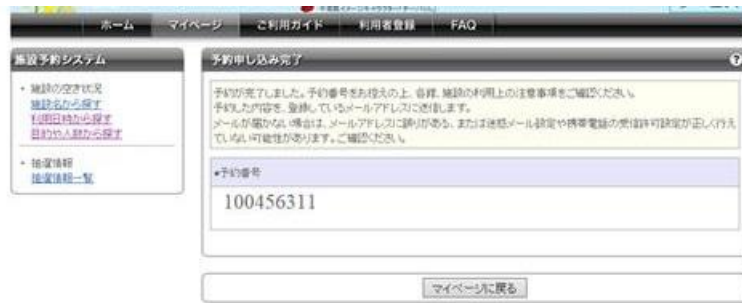 ホーム
マイページ
ご利用ガイド
利用者登録
FAQ
施設予約システム
・ 施設の空き状況
施設名から探す
利用日時から探す
目的や人数から探す
・ 抽選情報
抽選情報一覧
予約申し込み完了
?
予約が完了しました。予約番号をお控えの上、各館、施設の利用上の注意事項をご確認ください。
予約した内容を、登録しているメールアドレスに送信します。
メールが届かない場合は、メールアドレスに誤りがある、または迷惑メール設定や携帯電話の受信許可設定が正しく行え
ていない可能性があります。ご確認ください。
●予約番号
100456311
マイページに戻る